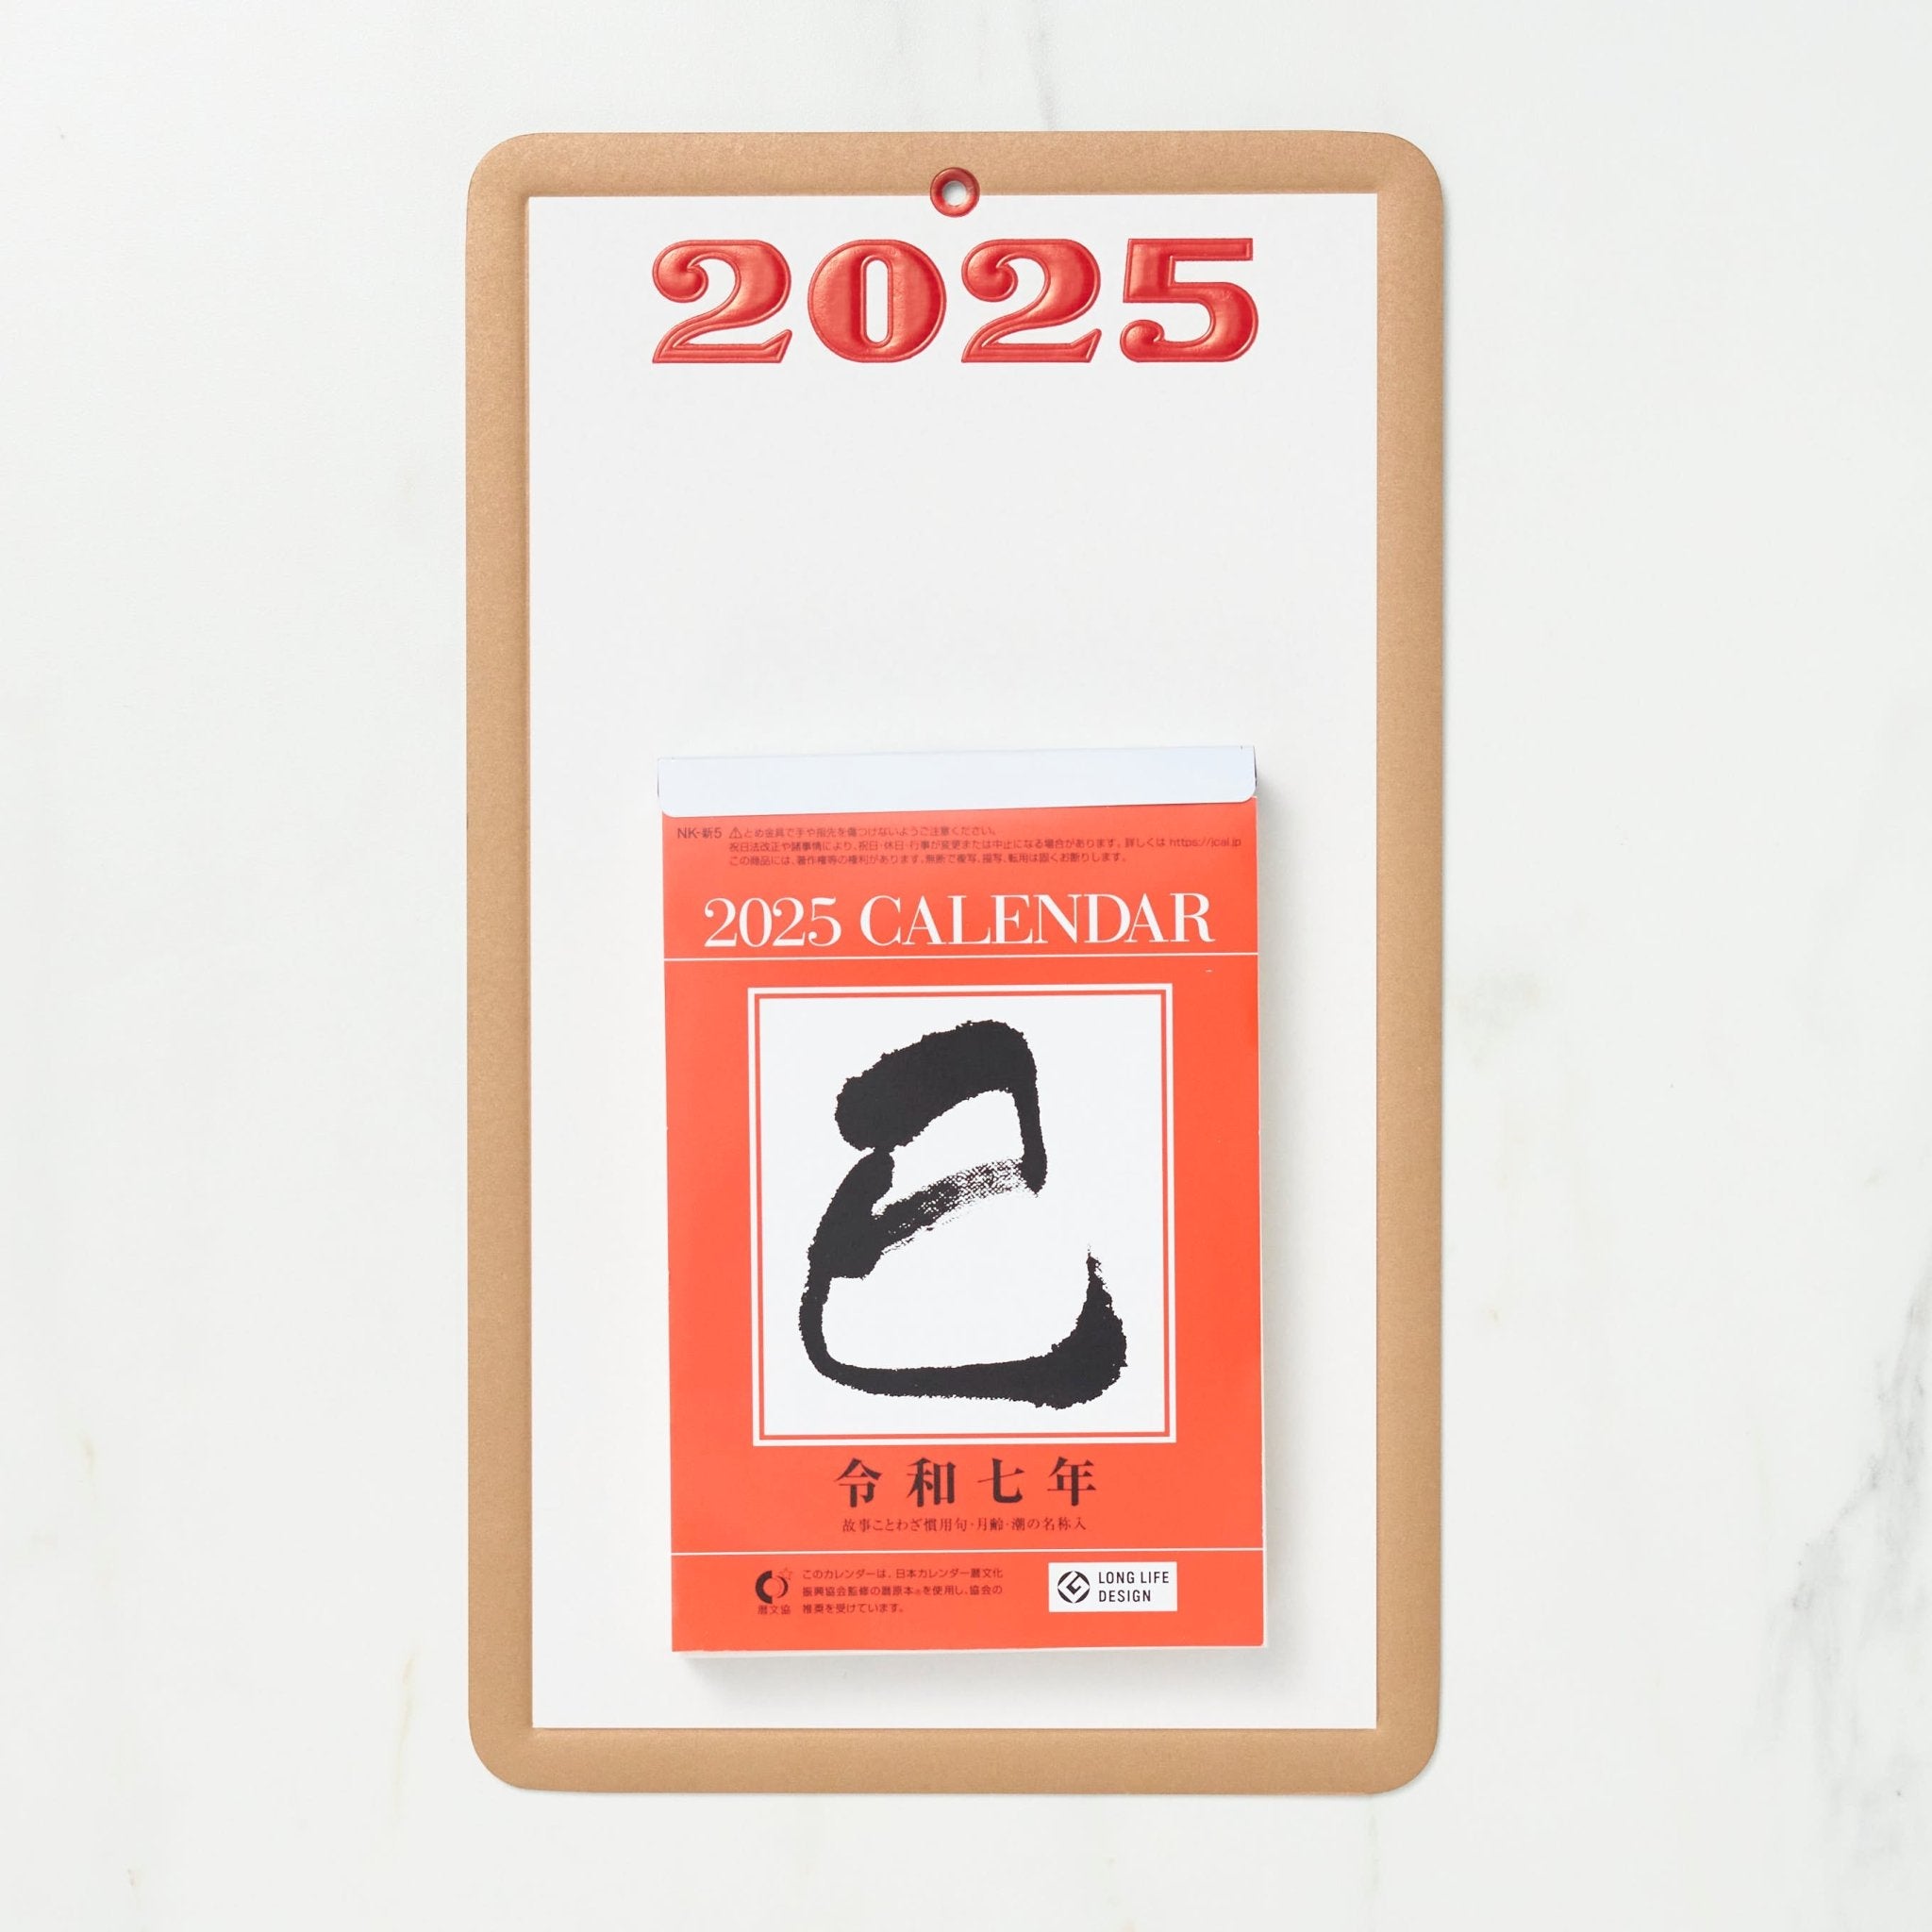 2025
NK-新5 ⚠とめ金具で手や指先を傷つけないようご注意ください。
祝日法改正や諸事情により、祝日・休日・行事が変更または中止になる場合があります。詳しくは https://jcal.jp
この商品には、著作権等の権利があります。無断で複写、描写、転用は固くお断りします。
2025 CALENDAR
巳
令和七年
故事ことわざ慣用句・月齢・潮の名称入
このカレンダーは、日本カレンダー暦文化
振興協会監修の暦原本®を使用し、協会の
推奨を受けています。
暦文協
LONG LIFE
DESIGN